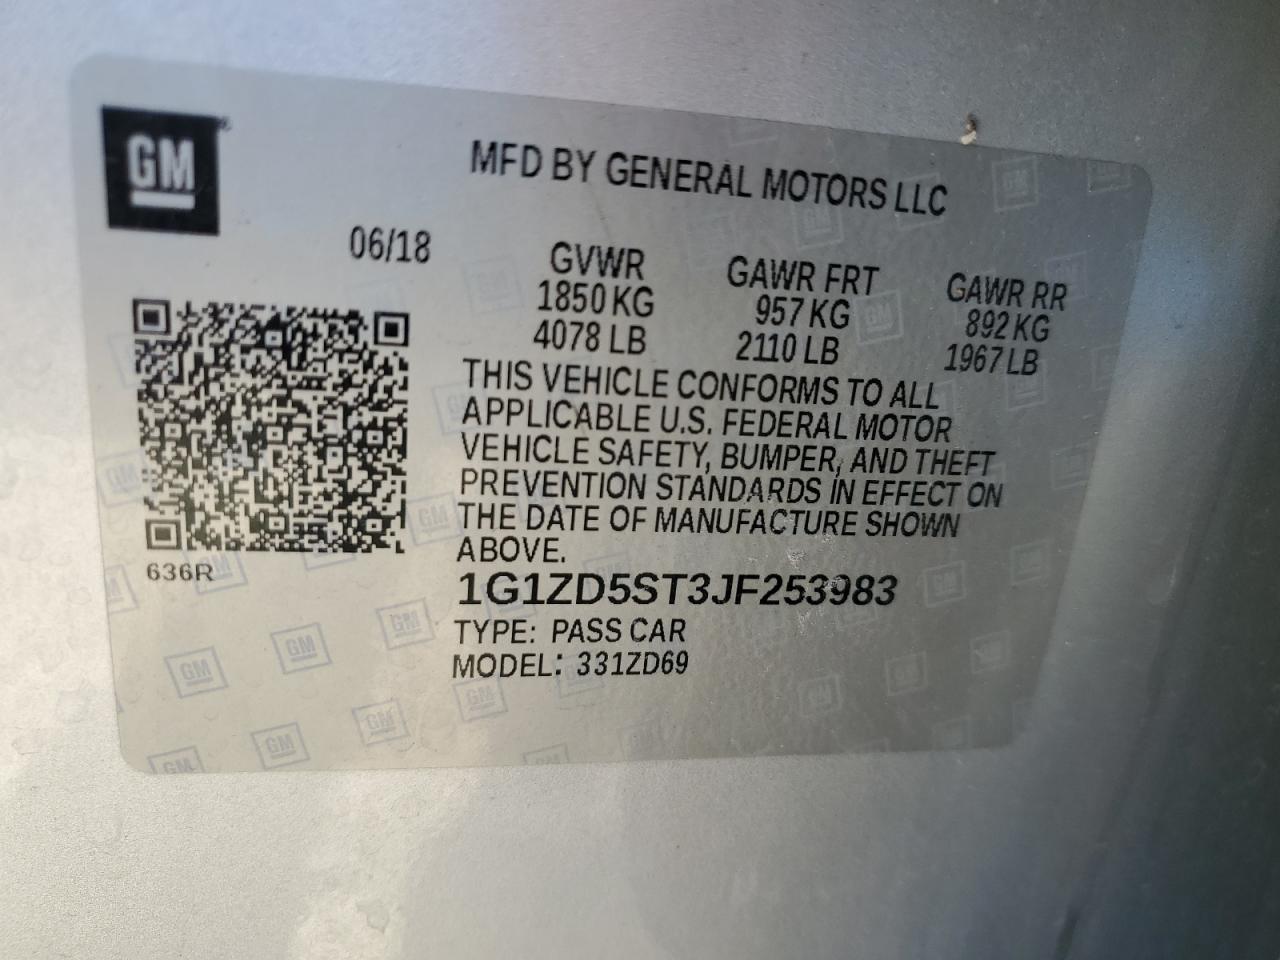 GM
MFD BY GENERAL MOTORS LLC
06/18
GVWR GAWR FRT GAWR RR
1850 KG 957 KG 892 KG
4078 LB 2110 LB 1967 LB
THIS VEHICLE CONFORMS TO ALL
APPLICABLE U.S. FEDERAL MOTOR
VEHICLE SAFETY, BUMPER, AND THEFT
PREVENTION STANDARDS IN EFFECT ON
THE DATE OF MANUFACTURE SHOWN
ABOVE.
636R
1G1ZD5ST3JF253983
TYPE: PASS CAR
MODEL: 331ZD69